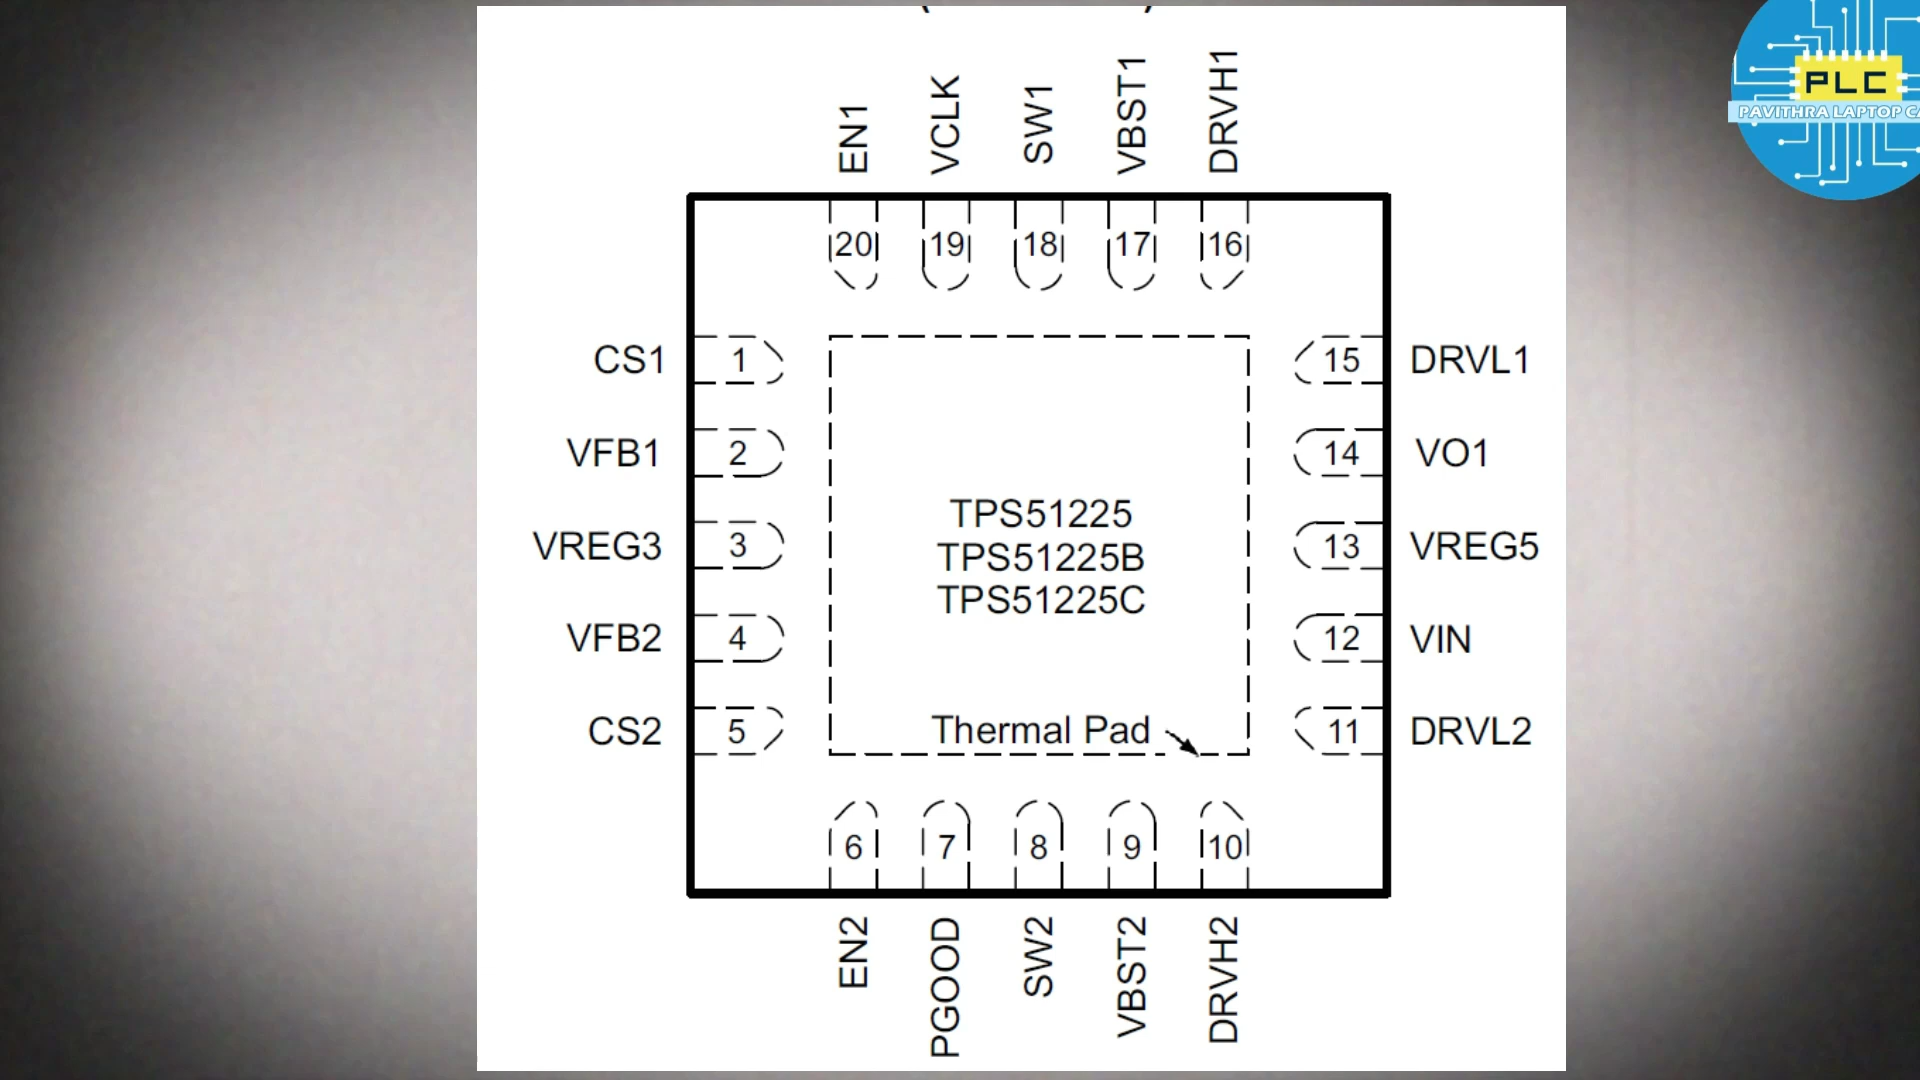 EN1
VCLK
SW1
VBST1
DRVH1
PLC
PAVITHRA LAPTOP
20 19 18 17 16
CS1 1 15 DRVL1
VFB1 2 14 VO1
VREG3 3 13 VREG5
VFB2 4 12 VIN
CS2 5 11 DRVL2
TPS51225
TPS51225B
TPS51225C
Thermal Pad
6 7 8 9 10
EN2
PGOOD
SW2
VBST2
DRVH2